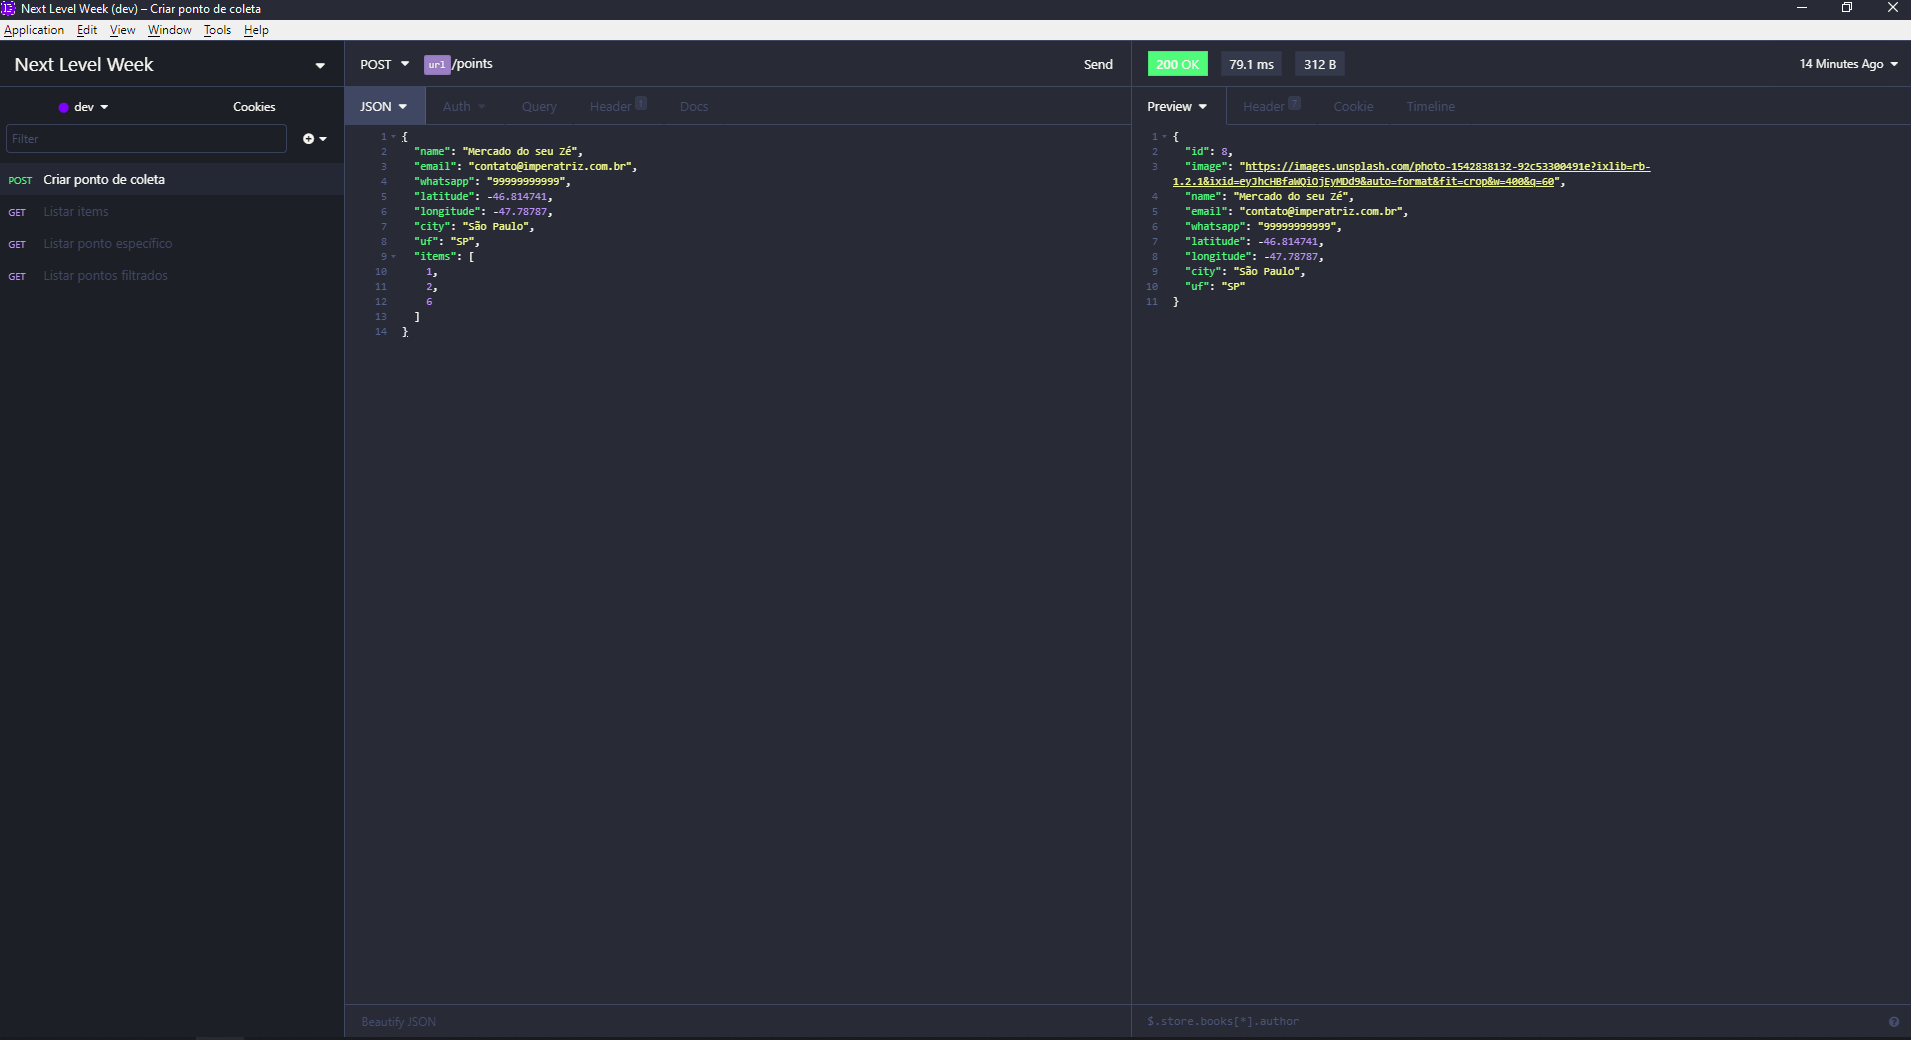 Next Level Week (dev) – Criar ponto de coleta
Application Edit View Window Tools Help
Next Level Week
dev Cookies
Filter
POST Criar ponto de coleta
GET Listar items
GET Listar ponto específico
GET Listar pontos filtrados
POST url /points Send
JSON Auth Query Header 1 Docs
1 {
2 "name": "Mercado do seu Zé",
3 "email": "contato@imperatriz.com.br",
4 "whatsapp": "99999999999",
5 "latitude": -46.814741,
6 "longitude": -47.78787,
7 "city": "São Paulo",
8 "uf": "SP",
9 "items": [
10 1,
11 2,
12 6
13 ]
14 }
Beautify JSON
200 OK 79.1 ms 312 B 14 Minutes Ago
Preview Header 7 Cookie Timeline
1 {
2 "id": 8,
3 "image": "https://images.unsplash.com/photo-1542838132-92c53300491e?ixlib=rb-
1.2.1&ixid=eyJhcHBfaWQiOjEyMDd9&auto=format&fit=crop&w=400&q=60",
4 "name": "Mercado do seu Zé",
5 "email": "contato@imperatriz.com.br",
6 "whatsapp": "99999999999",
7 "latitude": -46.814741,
8 "longitude": -47.78787,
9 "city": "São Paulo",
10 "uf": "SP"
11 }
$.store.books[*].author